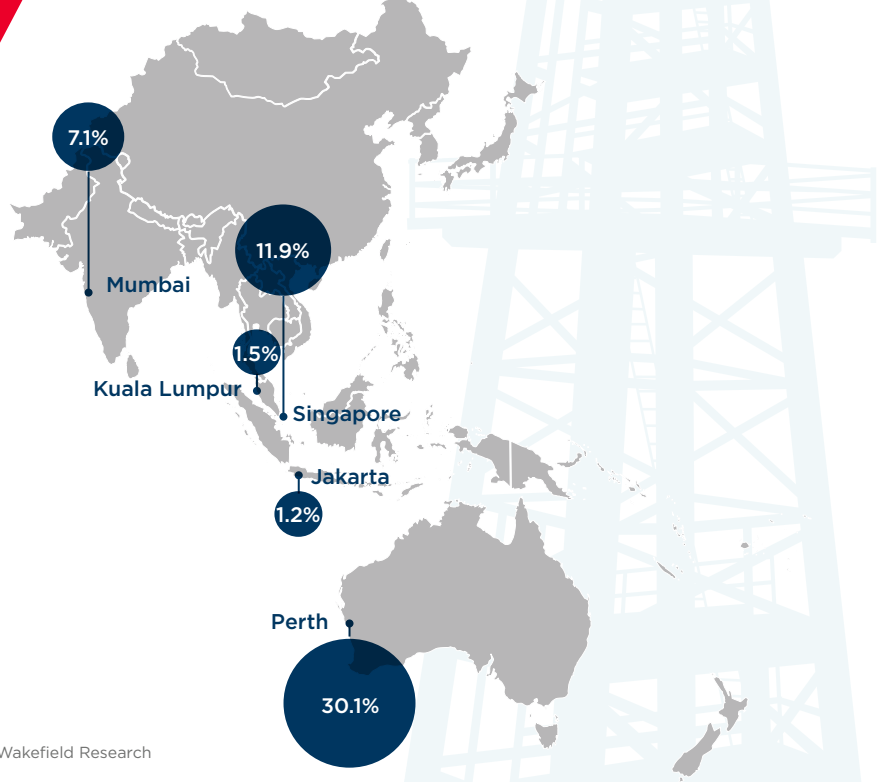 7.1%
11.9%
Mumbai
1.5%
Kuala Lumpur
Singapore
Jakarta
1.2%
Perth
30.1%
Wakefield Research